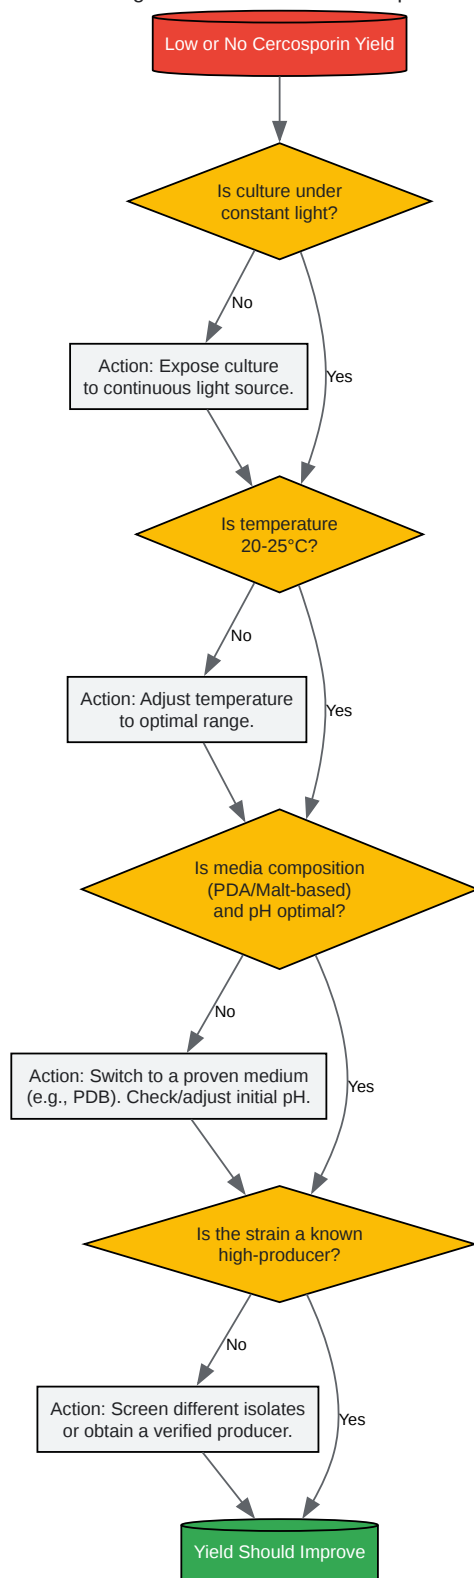 Low or No Cercosporin Yield
Is culture under
constant light?
No
Action: Expose culture
to continuous light source.
Yes
Is temperature
20-25°C?
No
Action: Adjust temperature
to optimal range.
Yes
Is media composition
(PDA/Malt-based)
and pH optimal?
No
Action: Switch to a proven medium
(e.g., PDB). Check/adjust initial pH.
Yes
Is the strain a known
high-producer?
No
Action: Screen different isolates
or obtain a verified producer.
Yes
Yield Should Improve